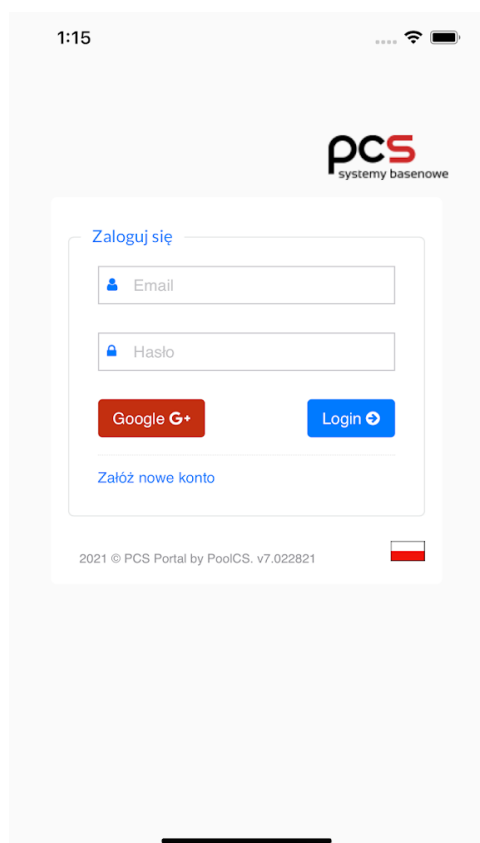 1:15
pcs
systemy basenowe
Zaloguj się
Email
Hasło
Google G+
Login
Załóż nowe konto
2021 © PCS Portal by PoolCS. v7.022821